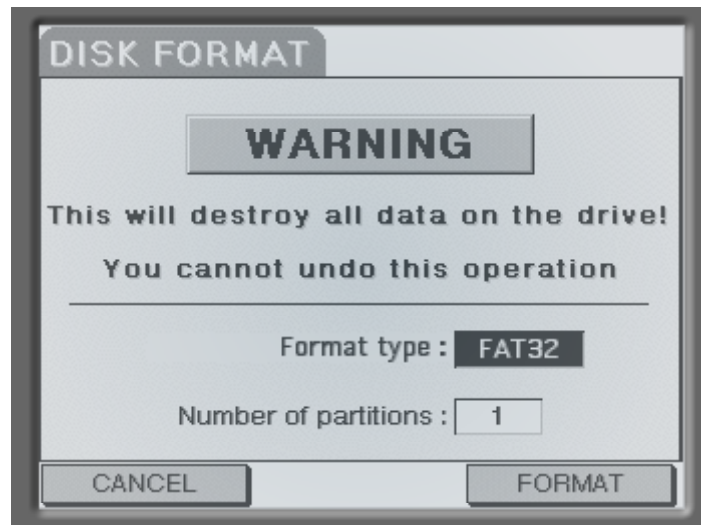 DISK FORMAT
WARNING
This will destroy all data on the drive!
You cannot undo this operation
Format type : FAT32
Number of partitions : 1
CANCEL FORMAT